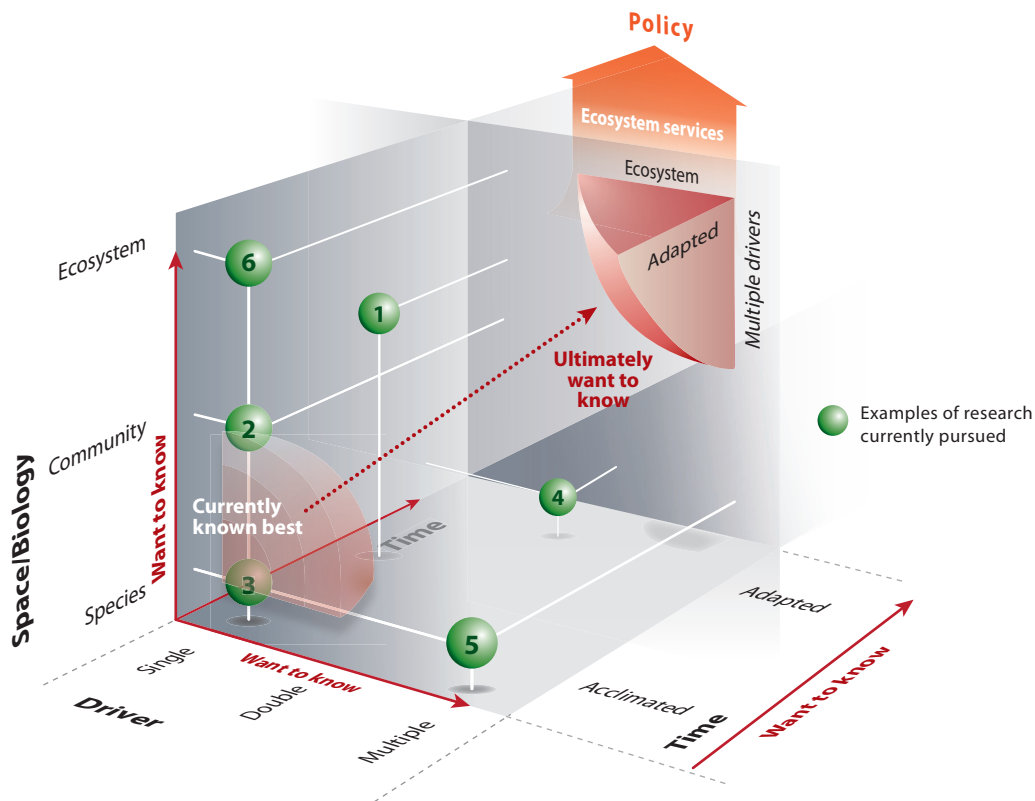 Policy
Ecosystem services
Ecosystem
Adapted
Multiple drivers
Ecosystem
6
1
Ultimately
want to
know
Examples of research
currently pursued
Community
2
Space/Biology
Want to know
Currently
known best
4
Time
Species
3
5
Adapted
Single
Want to know
Double
Driver
Multiple
Acclimated
Time
Want to know